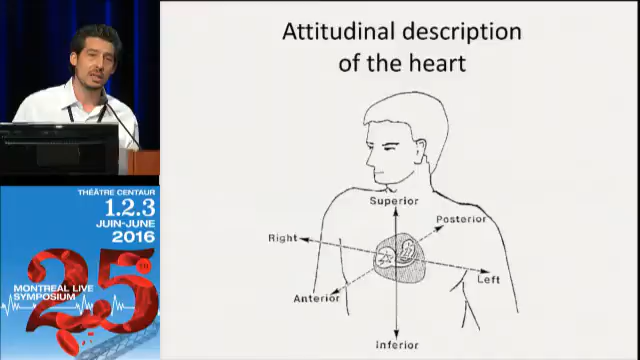 Attitudinal description
of the heart
Superior
Posterior
Right
Left
Anterior
Inferior
THÉÂTRE CENTAUR
1.2.3
JUIN-JUNE
2016
25TH
MONTREAL LIVE
SYMPOSIUM